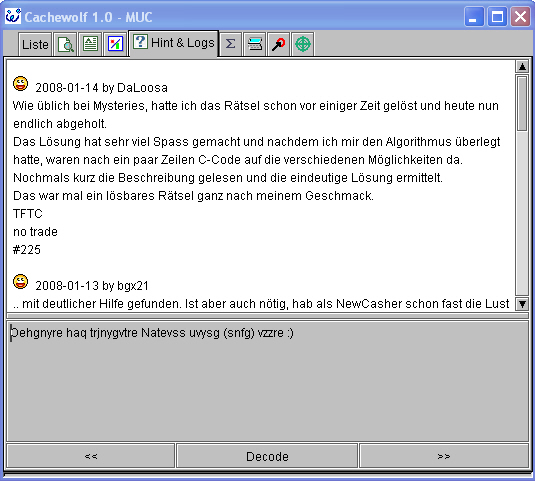 Cachewolf 1.0 - MUC
Liste
Hint & Logs
2008-01-14 by DaLoosa
Wie üblich bei Mysteries, hatte ich das Rätsel schon vor einiger Zeit gelöst und heute nun
endlich abgeholt.
Das Lösung hat sehr viel Spass gemacht und nachdem ich mir den Algorithmus überlegt
hatte, waren nach ein paar Zeilen C-Code auf die verschiedenen Möglichkeiten da.
Nochmals kurz die Beschreibung gelesen und die eindeutige Lösung ermittelt.
Das war mal ein lösbares Rätsel ganz nach meinem Geschmack.
TFTC
no trade
#225
2008-01-13 by bgx21
.. mit deutlicher Hilfe gefunden. Ist aber auch nötig, hab als NewCasher schon fast die Lust
Oehgnyre haq trjnygvtre Natevss uvysg (snfg) vzzre :)
<< Decode >>